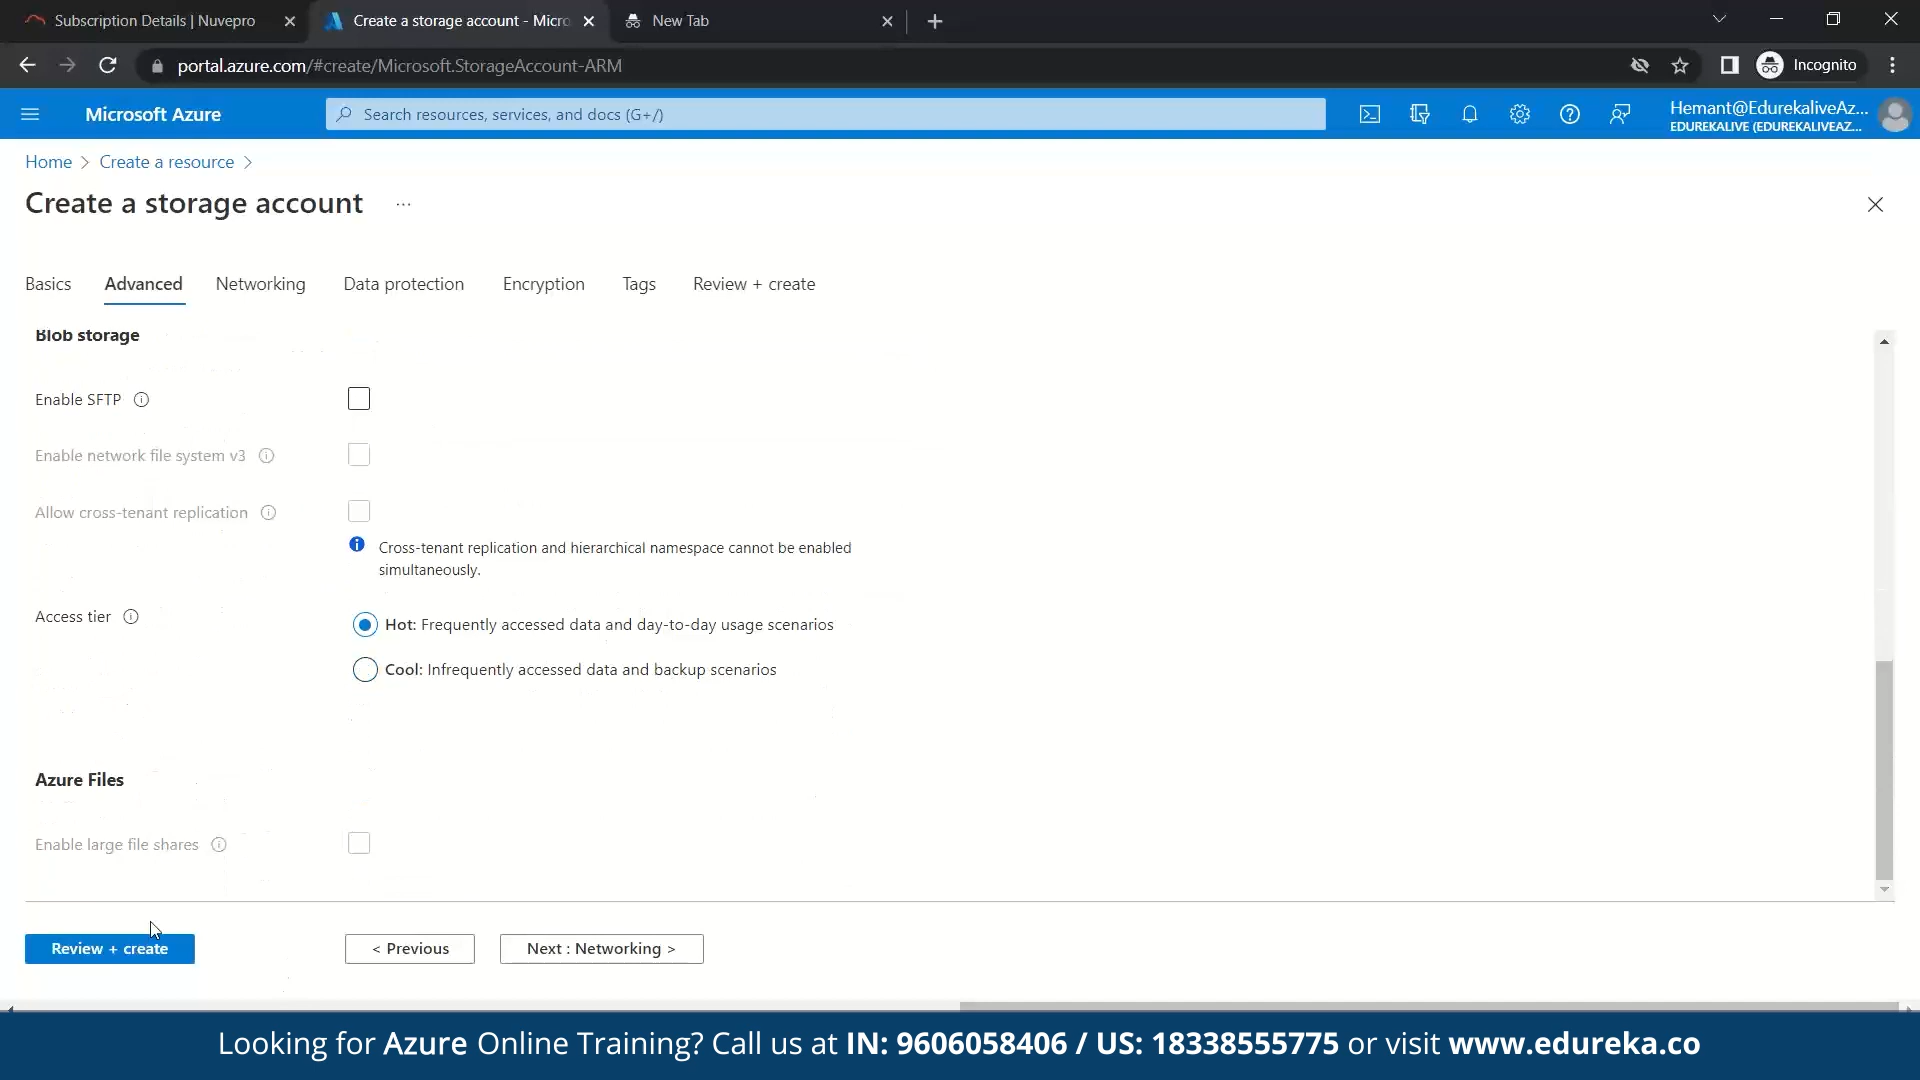 Subscription Details | Nuvepro
Create a storage account - Micro
New Tab
portal.azure.com/#create/Microsoft.StorageAccount-ARM
Incognito
Microsoft Azure
Search resources, services, and docs (G+/)
Hemant@EdurekaliveAz...
EDUREKALIVE (EDUREKALIVEAZ...
Home > Create a resource >
Create a storage account ...
Basics Advanced Networking Data protection Encryption Tags Review + create
Blob storage
Enable SFTP
Enable network file system v3
Allow cross-tenant replication
Cross-tenant replication and hierarchical namespace cannot be enabled
simultaneously.
Access tier
Hot: Frequently accessed data and day-to-day usage scenarios
Cool: Infrequently accessed data and backup scenarios
Azure Files
Enable large file shares
Review + create
< Previous
Next : Networking >
Looking for Azure Online Training? Call us at IN: 9606058406 / US: 18338555775 or visit www.edureka.co